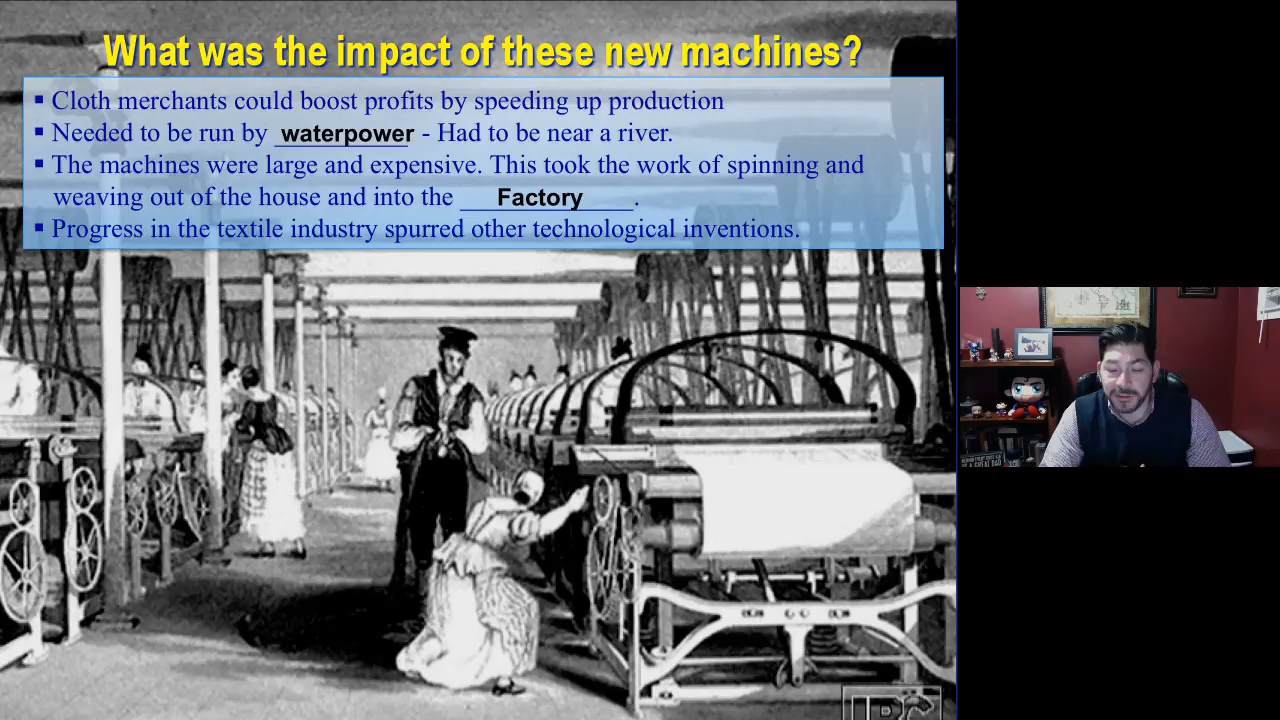 What was the impact of these new machines?
▪ Cloth merchants could boost profits by speeding up production
▪ Needed to be run by waterpower - Had to be near a river.
▪ The machines were large and expensive. This took the work of spinning and
weaving out of the house and into the Factory.
▪ Progress in the textile industry spurred other technological inventions.